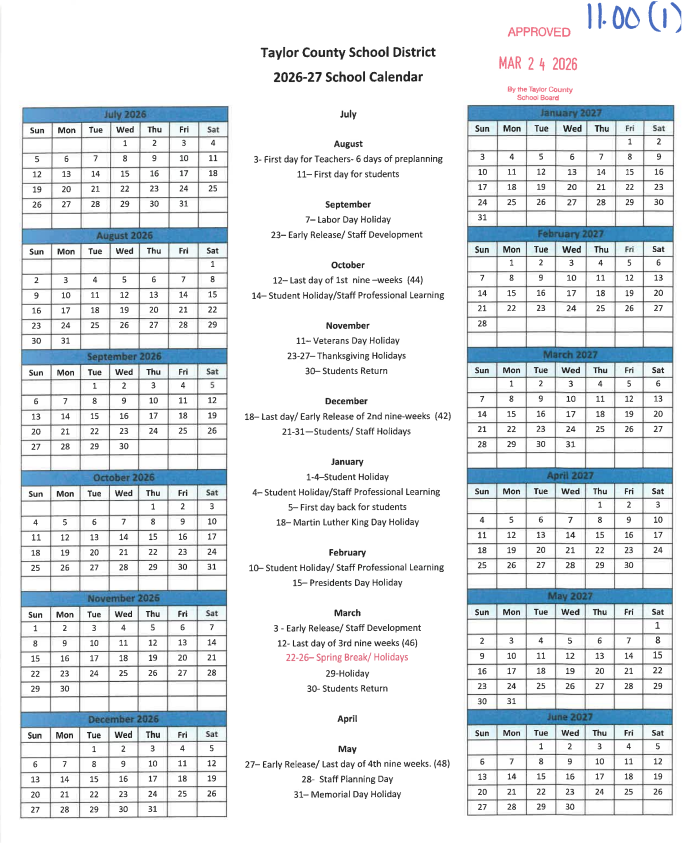 11.00 (1)
APPROVED
MAR 24 2026
By the Taylor County
School Board
Taylor County School District
2026-27 School Calendar
July 2026
Sun Mon Tue Wed Thu Fri Sat
1 2 3 4
5 6 7 8 9 10 11
12 13 14 15 16 17 18
19 20 21 22 23 24 25
26 27 28 29 30 31
August 2026
Sun Mon Tue Wed Thu Fri Sat
1
2 3 4 5 6 7 8
9 10 11 12 13 14 15
16 17 18 19 20 21 22
23 24 25 26 27 28 29
30 31
September 2026
Sun Mon Tue Wed Thu Fri Sat
1 2 3 4 5
6 7 8 9 10 11 12
13 14 15 16 17 18 19
20 21 22 23 24 25 26
27 28 29 30
October 2026
Sun Mon Tue Wed Thu Fri Sat
1 2 3
4 5 6 7 8 9 10
11 12 13 14 15 16 17
18 19 20 21 22 23 24
25 26 27 28 29 30 31
November 2026
Sun Mon Tue Wed Thu Fri Sat
1 2 3 4 5 6 7
8 9 10 11 12 13 14
15 16 17 18 19 20 21
22 23 24 25 26 27 28
29 30
December 2026
Sun Mon Tue Wed Thu Fri Sat
1 2 3 4 5
6 7 8 9 10 11 12
13 14 15 16 17 18 19
20 21 22 23 24 25 26
27 28 29 30 31
July
August
3- First day for Teachers- 6 days of preplanning
11– First day for students
September
7– Labor Day Holiday
23– Early Release/ Staff Development
October
12– Last day of 1st nine –weeks (44)
14– Student Holiday/Staff Professional Learning
November
11– Veterans Day Holiday
23-27– Thanksgiving Holidays
30– Students Return
December
18– Last day/ Early Release of 2nd nine-weeks (42)
21-31—Students/ Staff Holidays
January
1-4–Student Holiday
4– Student Holiday/Staff Professional Learning
5– First day back for students
18– Martin Luther King Day Holiday
February
10– Student Holiday/ Staff Professional Learning
15– Presidents Day Holiday
March
3 - Early Release/ Staff Development
12- Last day of 3rd nine weeks (46)
22-26– Spring Break/ Holidays
29-Holiday
30- Students Return
April
May
27– Early Release/ Last day of 4th nine weeks. (48)
28- Staff Planning Day
31– Memorial Day Holiday
January 2027
Sun Mon Tue Wed Thu Fri Sat
1 2
3 4 5 6 7 8 9
10 11 12 13 14 15 16
17 18 19 20 21 22 23
24 25 26 27 28 29 30
31
February 2027
Sun Mon Tue Wed Thu Fri Sat
1 2 3 4 5 6
7 8 9 10 11 12 13
14 15 16 17 18 19 20
21 22 23 24 25 26 27
28
March 2027
Sun Mon Tue Wed Thu Fri Sat
1 2 3 4 5 6
7 8 9 10 11 12 13
14 15 16 17 18 19 20
21 22 23 24 25 26 27
28 29 30 31
April 2027
Sun Mon Tue Wed Thu Fri Sat
1 2 3
4 5 6 7 8 9 10
11 12 13 14 15 16 17
18 19 20 21 22 23 24
25 26 27 28 29 30
May 2027
Sun Mon Tue Wed Thu Fri Sat
1
2 3 4 5 6 7 8
9 10 11 12 13 14 15
16 17 18 19 20 21 22
23 24 25 26 27 28 29
30 31
June 2027
Sun Mon Tue Wed Thu Fri Sat
1 2 3 4 5
6 7 8 9 10 11 12
13 14 15 16 17 18 19
20 21 22 23 24 25 26
27 28 29 30